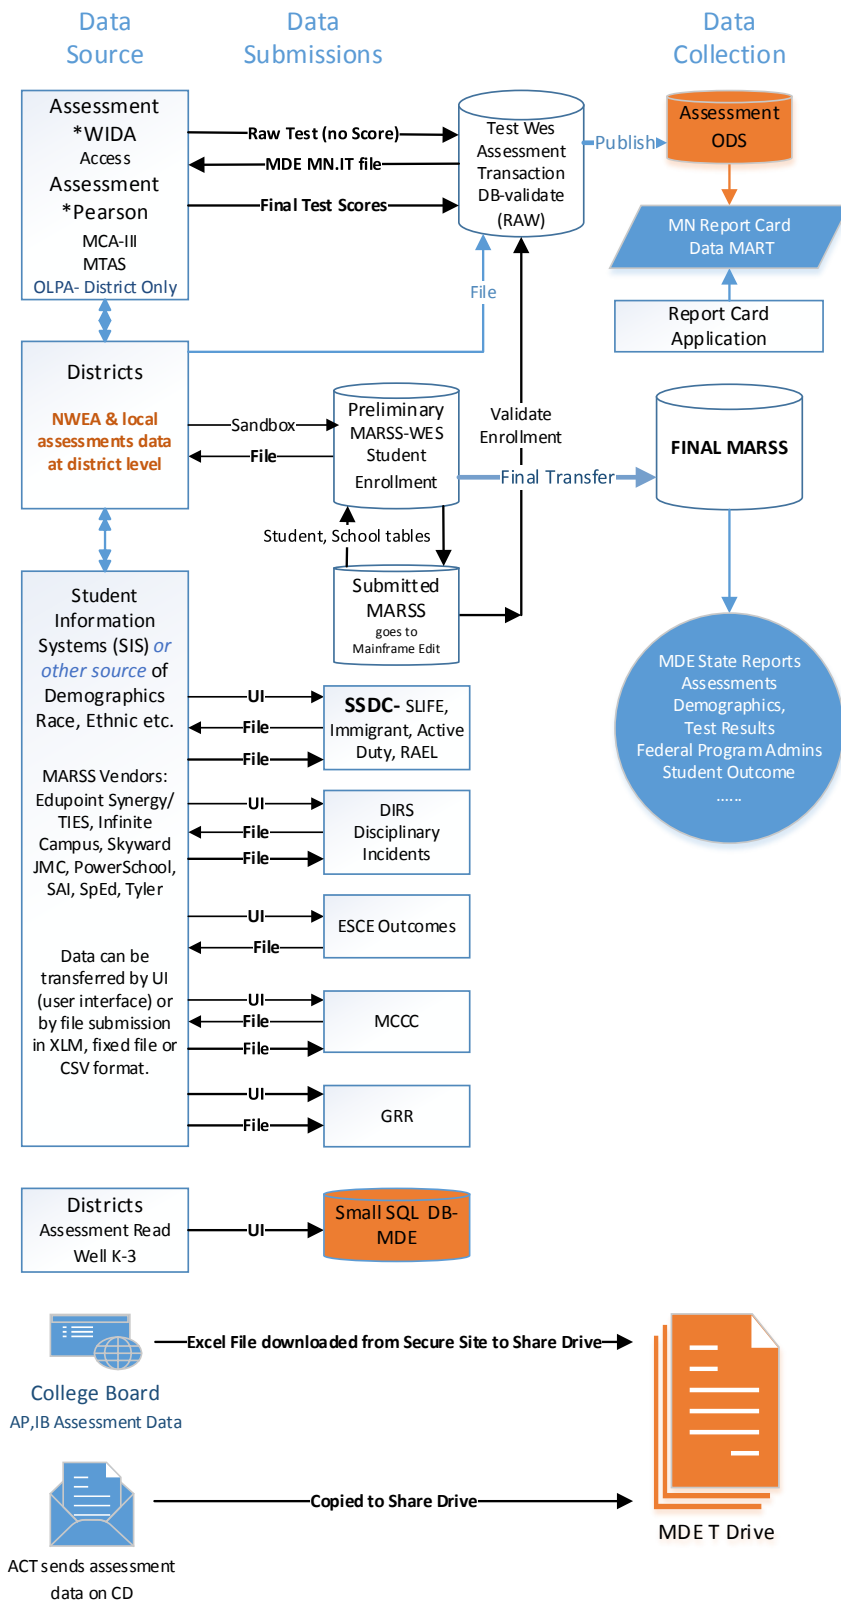 Data
Source
Data
Submissions
Data
Collection
Assessment
*WIDA
Access
Assessment
*Pearson
MCA-III
MTAS
OLPA- District Only
Raw Test (no Score)
MDE MN.IT file
Final Test Scores
Test Wes
Assessment
Transaction
DB-validate
(RAW)
Publish
Assessment
ODS
MN Report Card
Data MART
Report Card
Application
File
Districts
NWEA & local
assessments data
at district level
Sandbox
File
Preliminary
MARSS-WES
Student
Enrollment
Validate
Enrollment
Final Transfer
FINAL MARSS
Student, School tables
Submitted
MARSS
goes to
Mainframe Edit
Student
Information
Systems (SIS) or
other source of
Demographics
Race, Ethnic etc.
MARSS Vendors:
Edupoint Synergy/
TIES, Infinite
Campus, Skyward
JMC, PowerSchool,
SAI, SpEd, Tyler
Data can be
transferred by UI
(user interface) or
by file submission
in XLM, fixed file or
CSV format.
UI
File
File
SSDC- SLIFE,
Immigrant, Active
Duty, RAEL
UI
File
File
DIRS
Disciplinary
Incidents
UI
File
ESCE Outcomes
UI
File
File
MCCC
UI
File
GRR
MDE State Reports
Assessments
Demographics,
Test Results
Federal Program Admins
Student Outcome
......
Districts
Assessment Read
Well K-3
UI
Small SQL DB-
MDE
Excel File downloaded from Secure Site to Share Drive
College Board
AP,IB Assessment Data
Copied to Share Drive
MDE T Drive
ACT sends assessment
data on CD